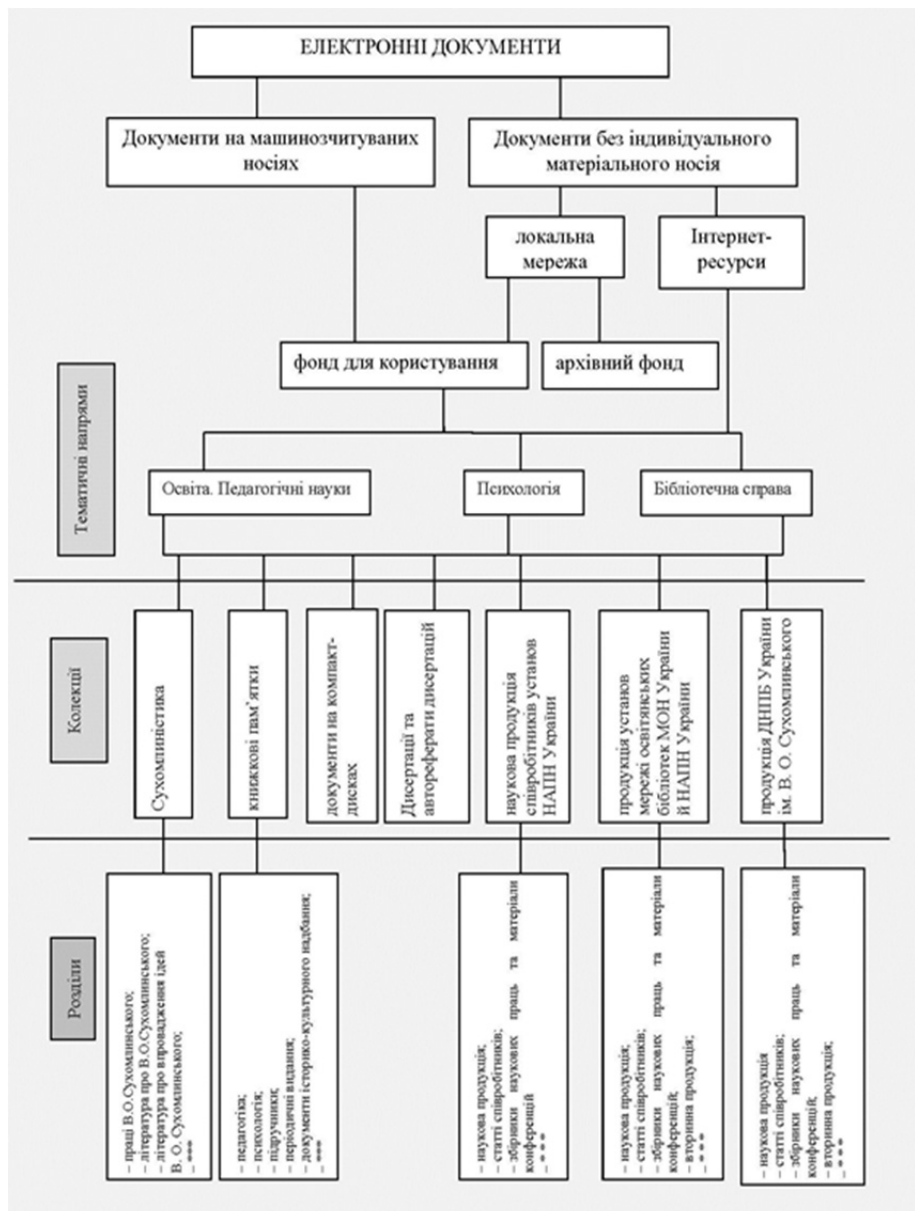 ЕЛЕКТРОННІ ДОКУМЕНТИ
Документи на машинозчитуваних
носіях
Документи без індивідуального
матеріального носія
локальна
мережа
Інтернет-
ресурси
фонд для користування
архівний фонд
Тематичні напрями
Освіта. Педагогічні науки
Психологія
Бібліотечна справа
Колекції
Сухомлиністика
книжкові пам’ятки
документи на компакт-
дисках
Дисертації та
автореферати дисертацій
наукова продукція
співробітників установ
НАПН України
продукція установ
мережі освітянських
бібліотек МОН України
й НАПН України
продукція ДНПБ України
ім. В. О. Сухомлинського
Розділи
– праці В.О.Сухомлинського;
– література про В.О.Сухомлинського;
– література про впровадження ідей
В. О. Сухомлинського;
– ***
– педагогіка;
– психологія;
– підручники;
– періодичні видання;
– документи історико-культурного надбання;
– ***
– наукова продукція;
– статті співробітників;
– збірники наукових праць та матеріали
конференцій
– * * *
– наукова продукція;
– статті співробітників;
– збірники наукових праць та матеріали
конференцій;
– вторинна продукція;
– * * *
– наукова продукція
– статті співробітників;
– збірники наукових праць та матеріали
конференцій;
– вторинна продукція;
– * * *